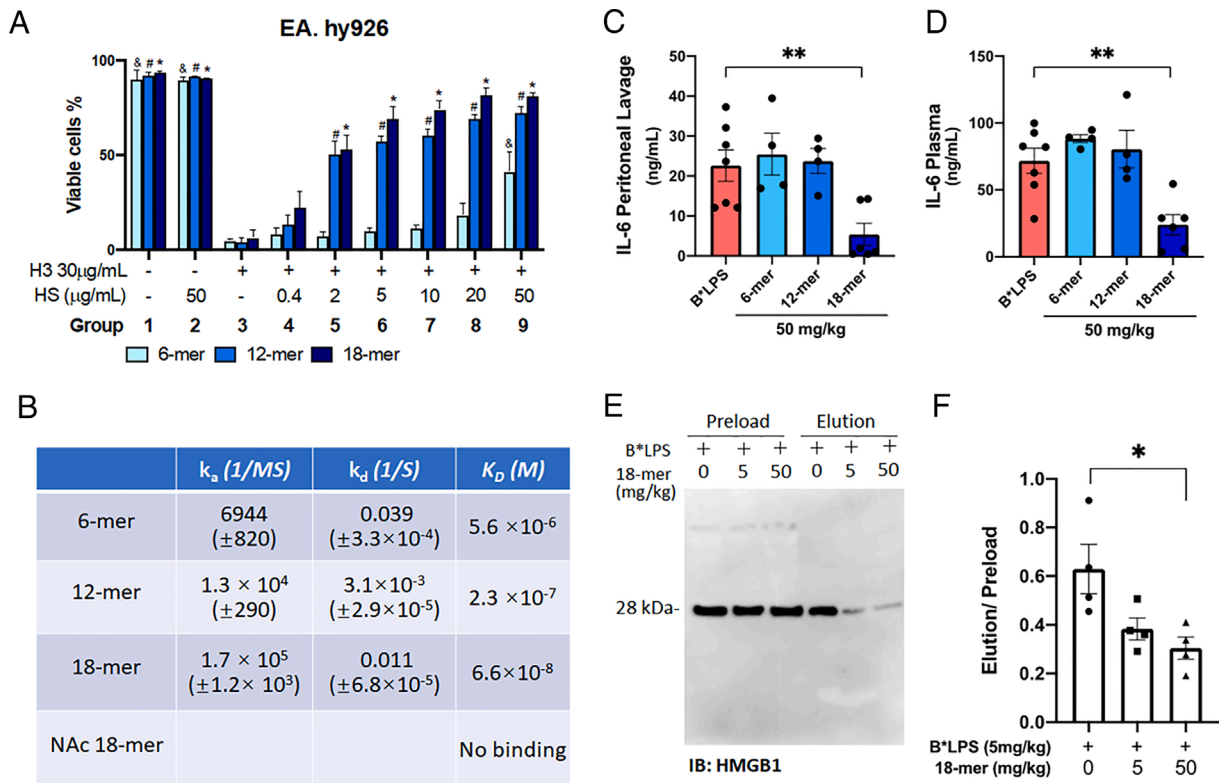 A
EA. hy926
Viable cells %
100
50
0
& # *
& # *
# *
# *
# *
# *
& # *
H3 30µg/mL - - + + + + + + +
HS (µg/mL) - 50 - 0.4 2 5 10 20 50
Group 1 2 3 4 5 6 7 8 9
6-mer 12-mer 18-mer
B
kₐ (1/MS) k_d (1/S) K_D (M)
6-mer 6944 (±820) 0.039 (±3.3×10⁻⁴) 5.6 ×10⁻⁶
12-mer 1.3 × 10⁴ (±290) 3.1×10⁻³ (±2.9×10⁻⁵) 2.3 ×10⁻⁷
18-mer 1.7 × 10⁵ (±1.2× 10³) 0.011 (±6.8×10⁻⁵) 6.6×10⁻⁸
NAc 18-mer No binding
C
IL-6 Peritoneal Lavage
(ng/mL)
50
40
30
20
10
0
**
B*LPS 6-mer 12-mer 18-mer
50 mg/kg
D
IL-6 Plasma
(ng/mL)
150
100
50
0
**
B*LPS 6-mer 12-mer 18-mer
50 mg/kg
E
Preload Elution
B*LPS + + + + + +
18-mer 0 5 50 0 5 50
(mg/kg)
28 kDa-
IB: HMGB1
F
Elution/ Preload
1.0
0.8
0.6
0.4
0.2
0.0
*
B*LPS (5mg/kg) + + +
18-mer (mg/kg) 0 5 50